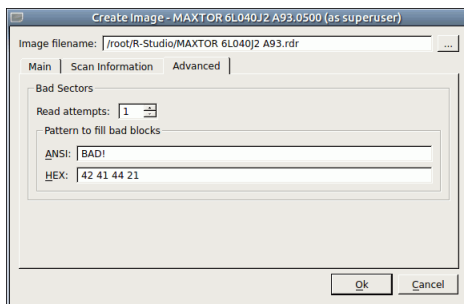 Create Image - MAXTOR 6L040J2 A93.0500 (as superuser)
Image filename: /root/R-Studio/MAXTOR 6L040J2 A93.rdr ...
Main Scan Information Advanced
Bad Sectors
Read attempts: 1
Pattern to fill bad blocks
ANSI: BAD!
HEX: 42 41 44 21
Ok Cancel